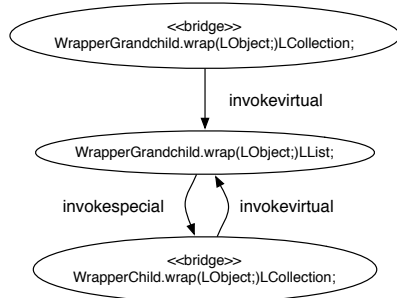 <<bridge>>
WrapperGrandchild.wrap(LObject;)LCollection;
invokevirtual
WrapperGrandchild.wrap(LObject;)LList;
invokespecial invokevirtual
<<bridge>>
WrapperChild.wrap(LObject;)LCollection;